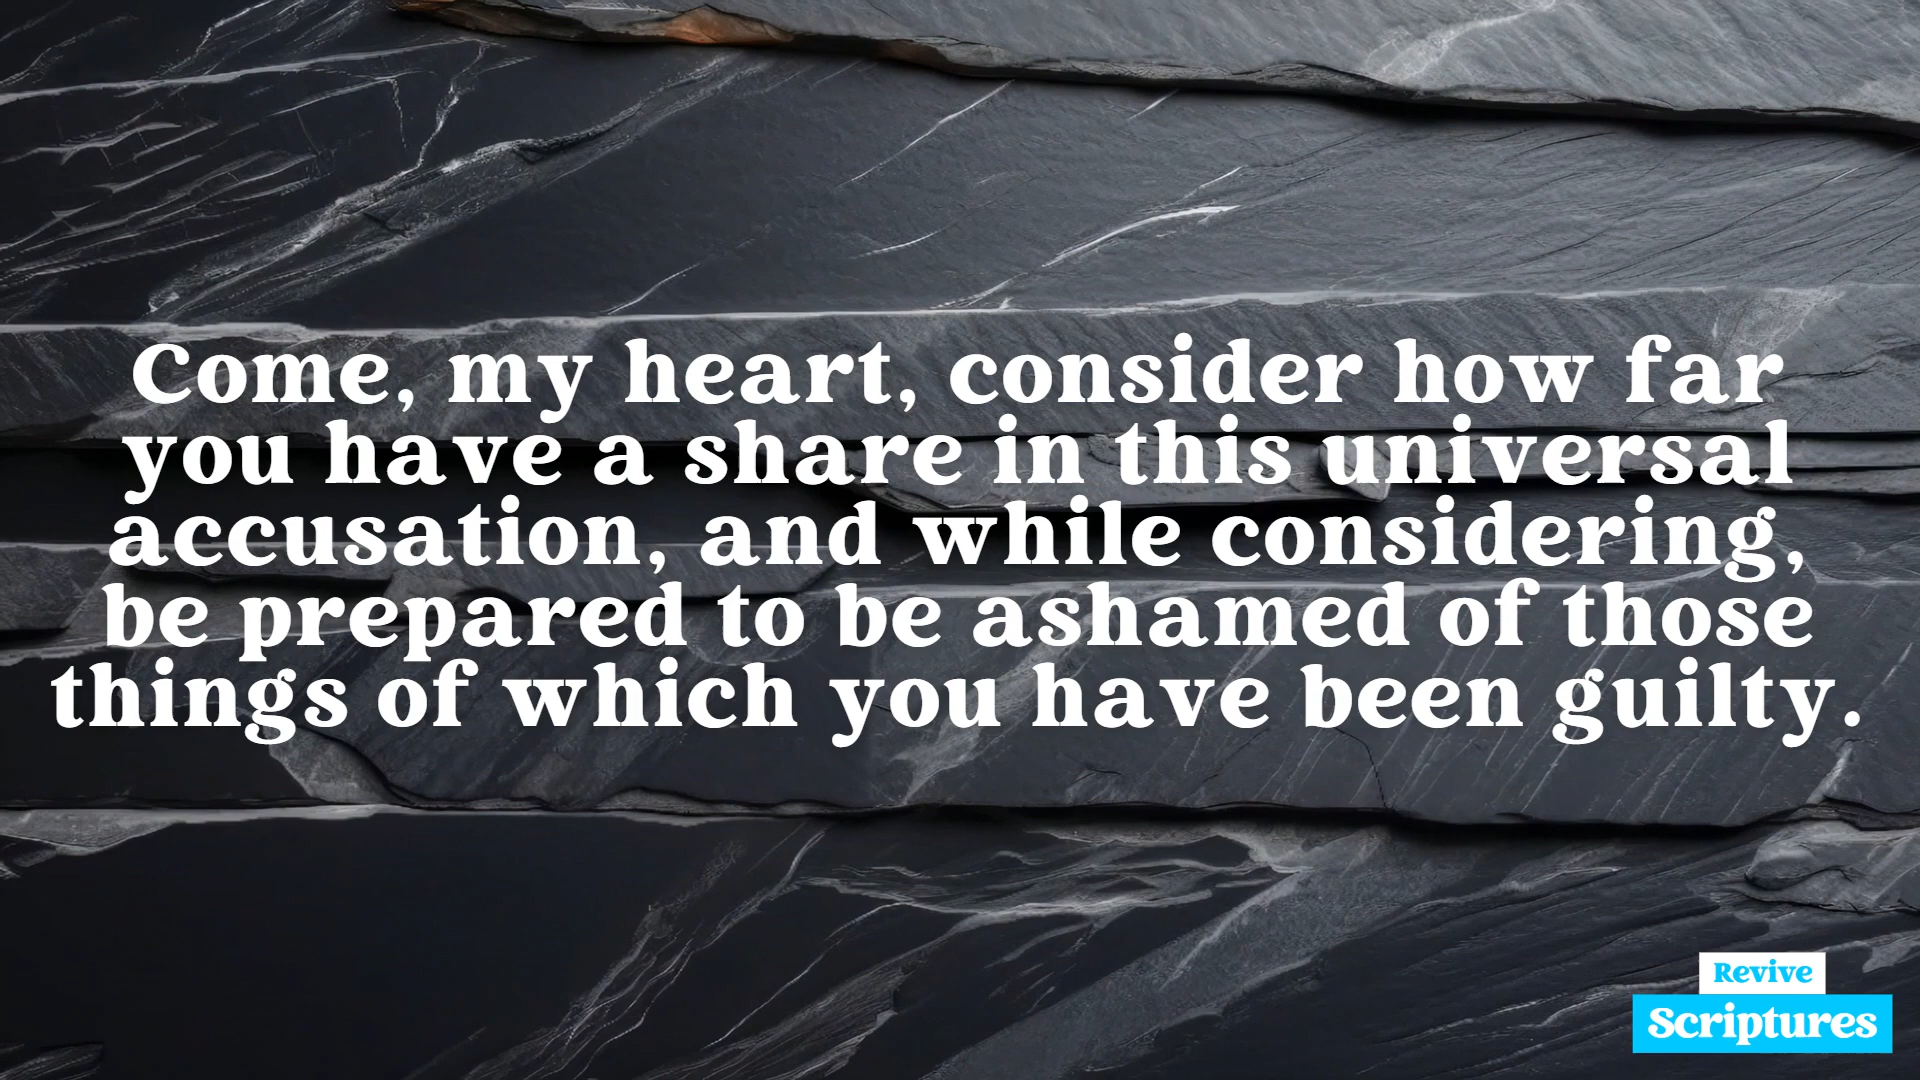 Come, my heart, consider how far
you have a share in this universal
accusation, and while considering,
be prepared to be ashamed of those
things of which you have been guilty.
Revive
Scriptures